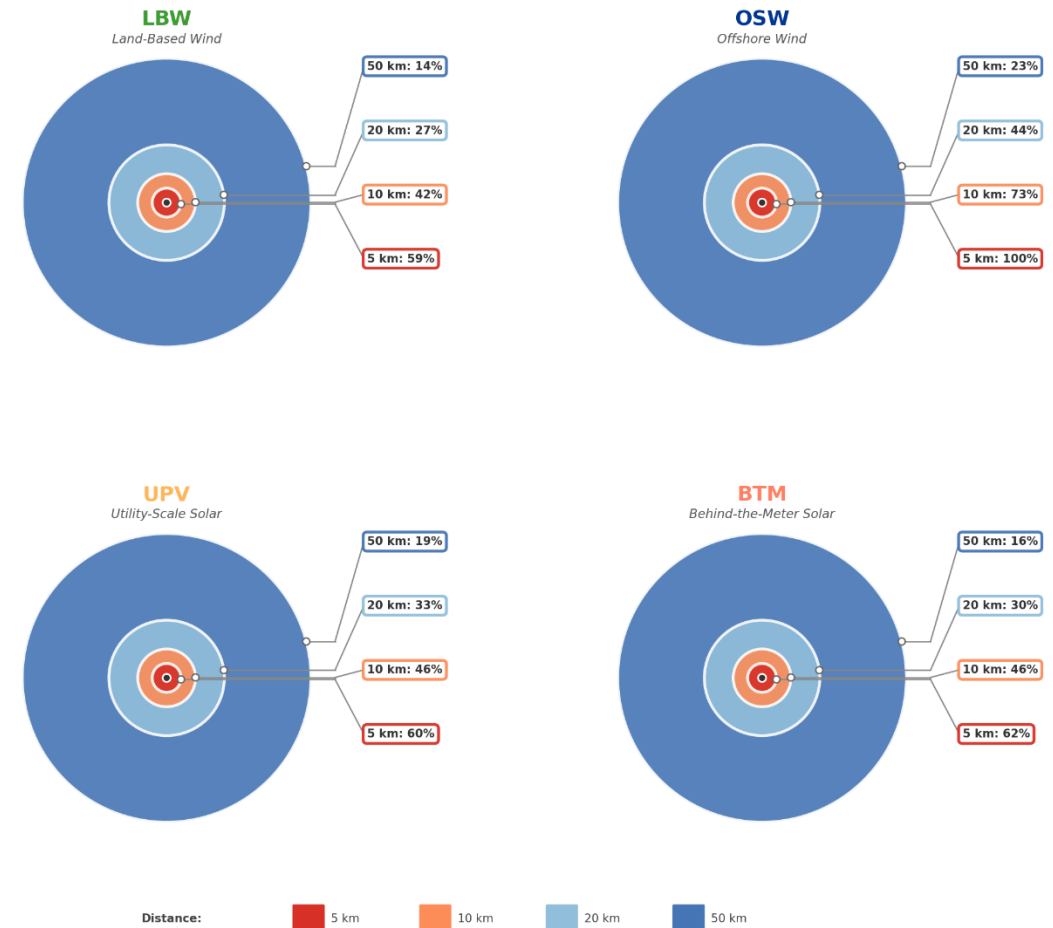 LBW
Land-Based Wind
50 km: 14%
20 km: 27%
10 km: 42%
5 km: 59%
OSW
Offshore Wind
50 km: 23%
20 km: 44%
10 km: 73%
5 km: 100%
UPV
Utility-Scale Solar
50 km: 19%
20 km: 33%
10 km: 46%
5 km: 60%
BTM
Behind-the-Meter Solar
50 km: 16%
20 km: 30%
10 km: 46%
5 km: 62%
Distance: 5 km 10 km 20 km 50 km